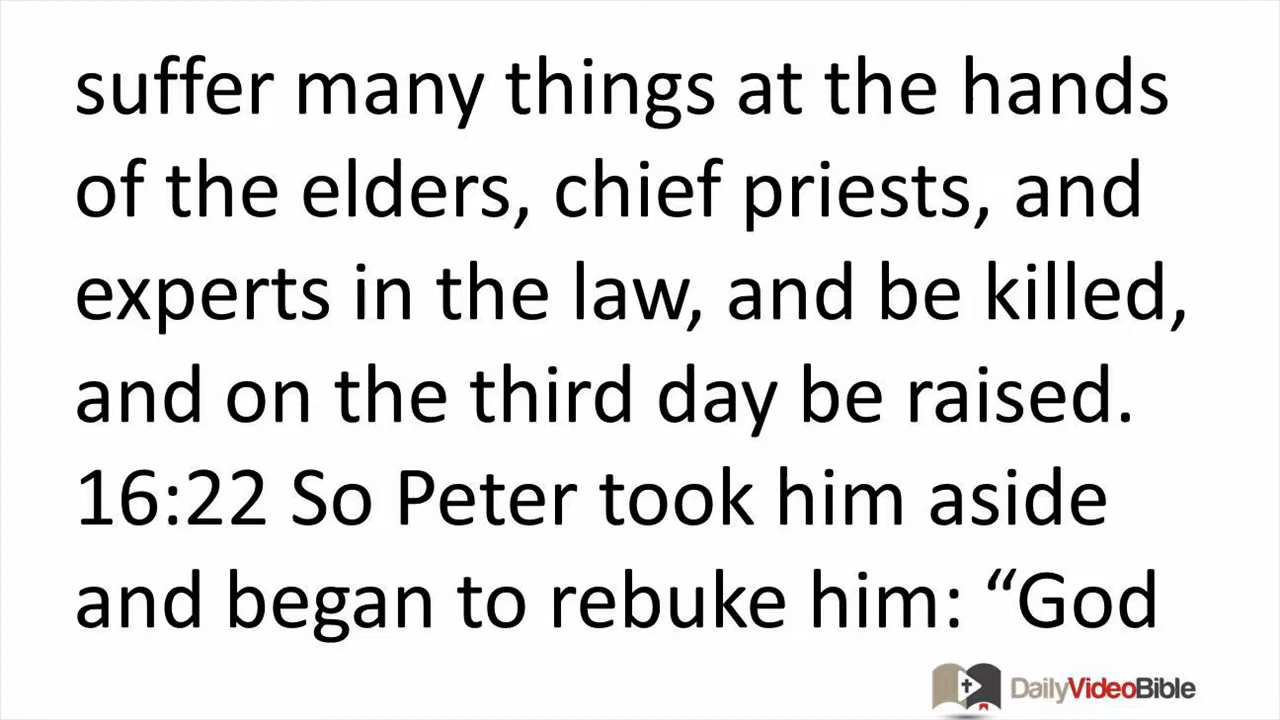 suffer many things at the hands
of the elders, chief priests, and
experts in the law, and be killed,
and on the third day be raised.
16:22 So Peter took him aside
and began to rebuke him: “God
DailyVideoBible